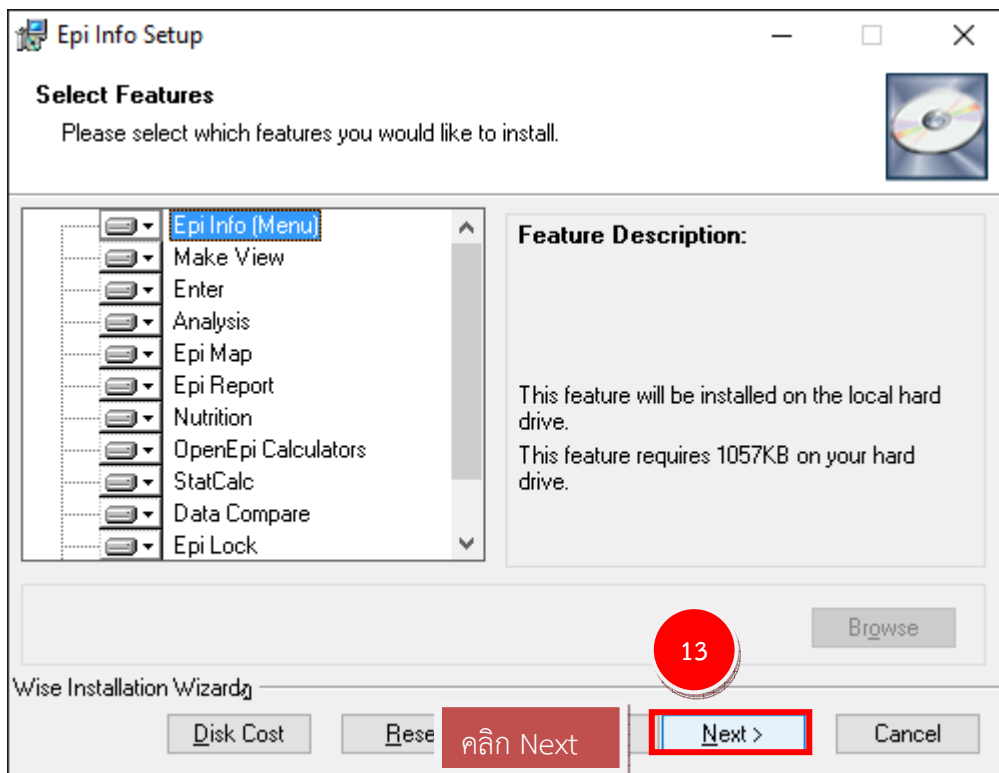 Epi Info Setup
Select Features
Please select which features you would like to install.
Epi Info (Menu)
Make View
Enter
Analysis
Epi Map
Epi Report
Nutrition
OpenEpi Calculators
StatCalc
Data Compare
Epi Lock
Feature Description:
This feature will be installed on the local hard
drive.
This feature requires 1057KB on your hard
drive.
Browse
13
Wise Installation Wizard
Disk Cost
Rese
คลิก Next
Next >
Cancel